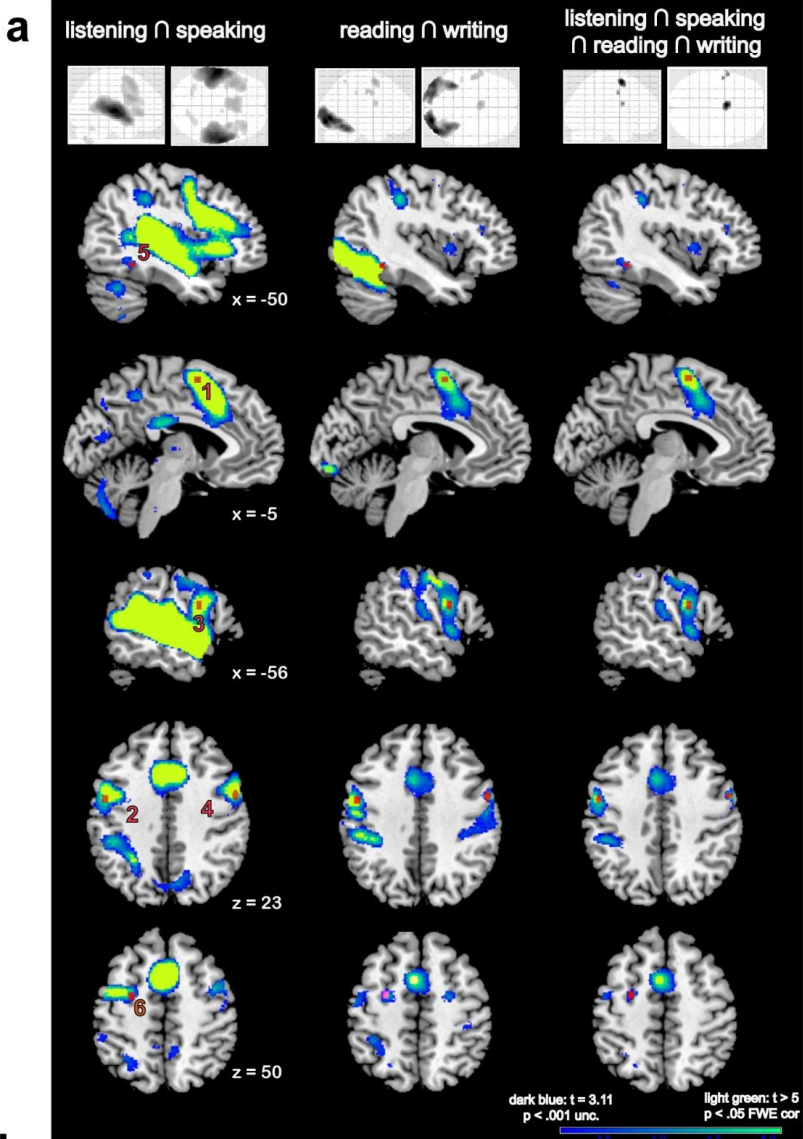 a
listening ∩ speaking
reading ∩ writing
listening ∩ speaking
∩ reading ∩ writing
5
x = -50
1
x = -5
3
x = -56
2
4
z = 23
6
z = 50
dark blue: t = 3.11
p < .001 unc.
light green: t > 5
p < .05 FWE cor